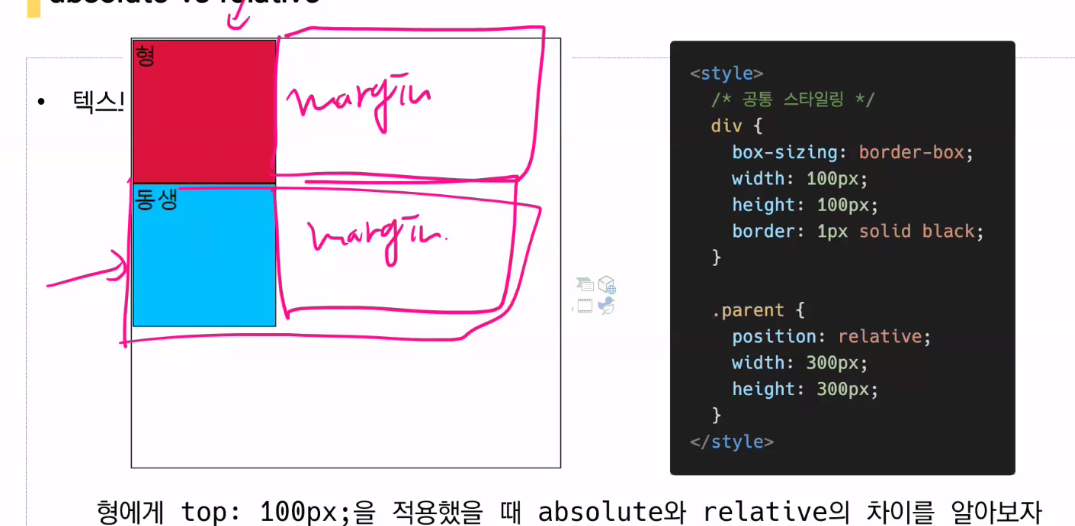 absolute vs relative
형
margin
• 텍스트
동생
margin.
<style>
/* 공통 스타일링 */
div {
box-sizing: border-box;
width: 100px;
height: 100px;
border: 1px solid black;
}
.parent {
position: relative;
width: 300px;
height: 300px;
}
</style>
형에게 top: 100px;을 적용했을 때 absolute와 relative의 차이를 알아보자